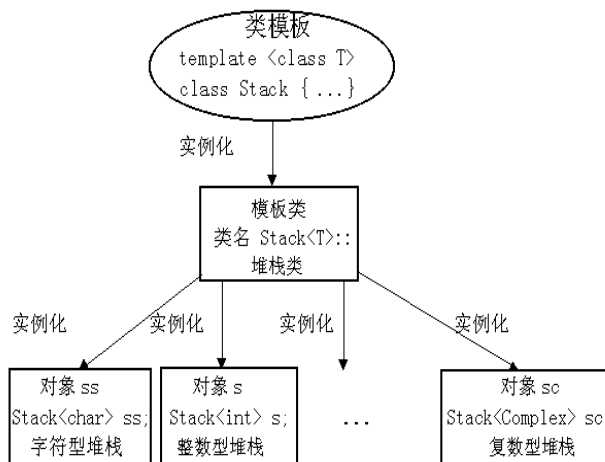 类模板
template <class T>
class Stack { ...}
实例化
模板类
类名 Stack<T>::
堆栈类
实例化 实例化 实例化 实例化
对象 ss
Stack<char> ss;
字符型堆栈
对象 s
Stack<int> s;
整数型堆栈
...
对象 sc
Stack<Complex> sc
复数型堆栈